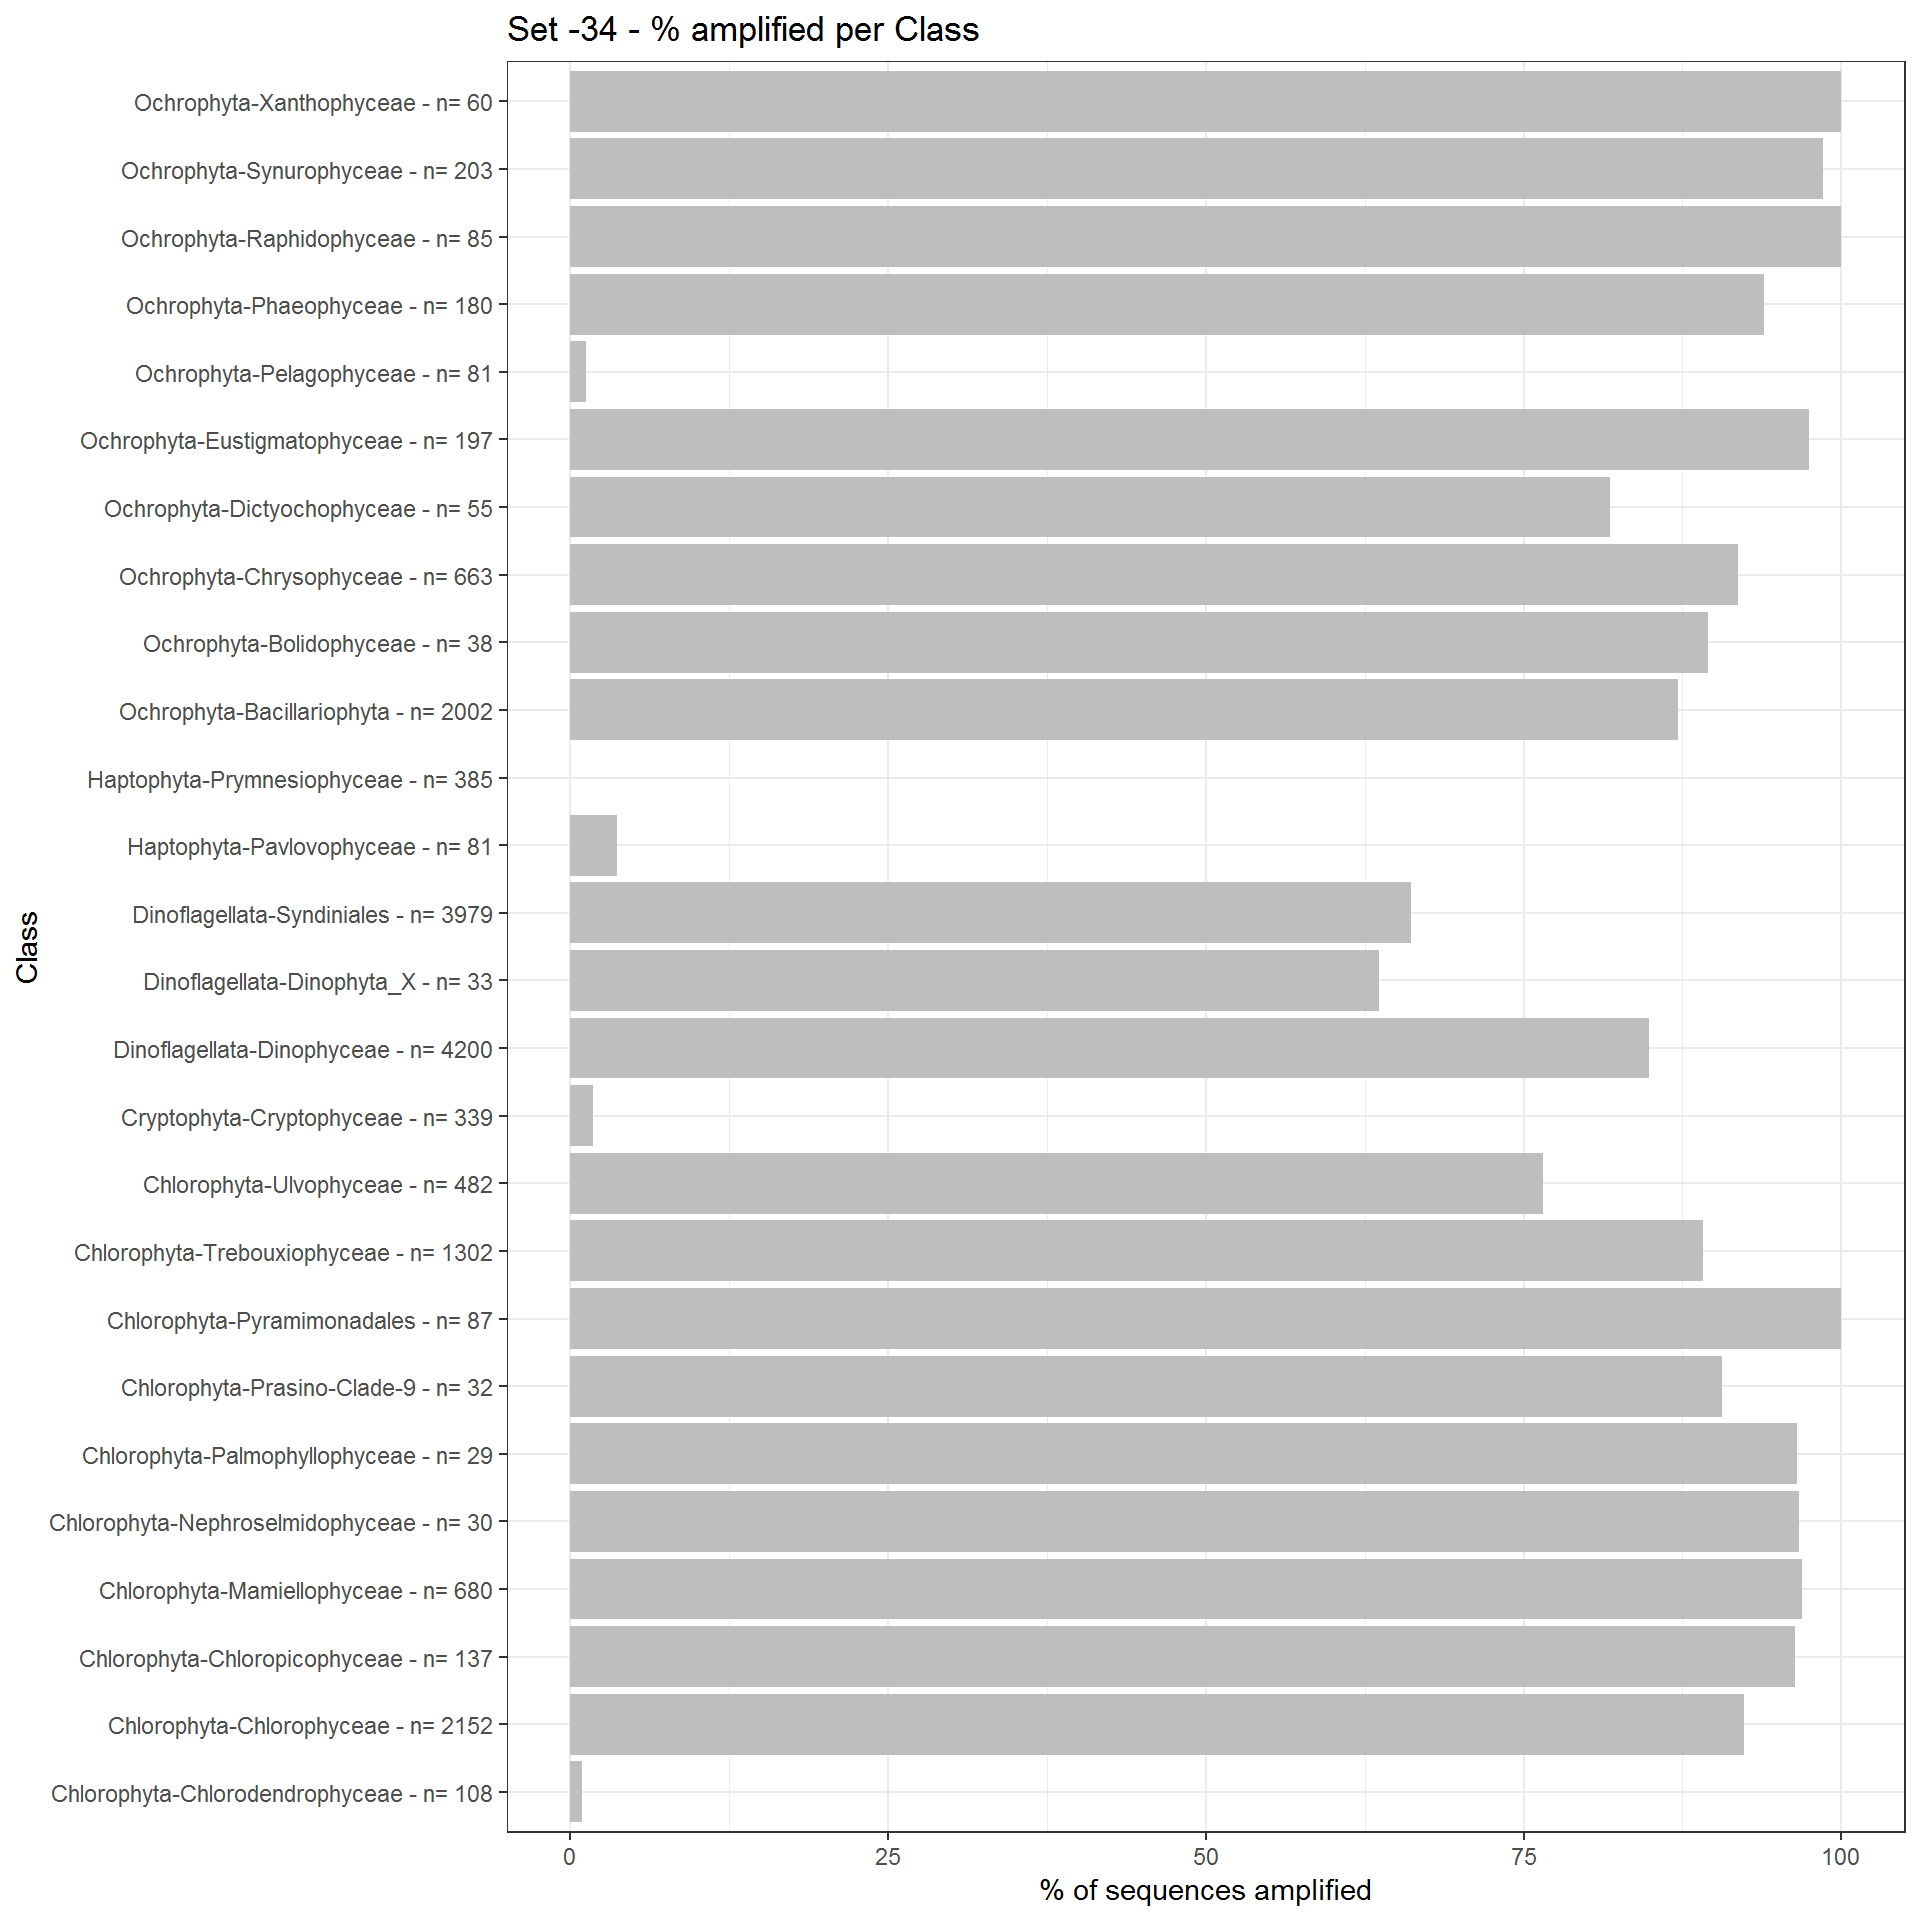 Set -34 - % amplified per Class
Ochrophyta-Xanthophyceae - n= 60
Ochrophyta-Synurophyceae - n= 203
Ochrophyta-Raphidophyceae - n= 85
Ochrophyta-Phaeophyceae - n= 180
Ochrophyta-Pelagophyceae - n= 81
Ochrophyta-Eustigmatophyceae - n= 197
Ochrophyta-Dictyochophyceae - n= 55
Ochrophyta-Chrysophyceae - n= 663
Ochrophyta-Bolidophyceae - n= 38
Ochrophyta-Bacillariophyta - n= 2002
Haptophyta-Prymnesiophyceae - n= 385
Haptophyta-Pavlovophyceae - n= 81
Dinoflagellata-Syndiniales - n= 3979
Dinoflagellata-Dinophyta_X - n= 33
Dinoflagellata-Dinophyceae - n= 4200
Cryptophyta-Cryptophyceae - n= 339
Chlorophyta-Ulvophyceae - n= 482
Chlorophyta-Trebouxiophyceae - n= 1302
Chlorophyta-Pyramimonadales - n= 87
Chlorophyta-Prasino-Clade-9 - n= 32
Chlorophyta-Palmophyllophyceae - n= 29
Chlorophyta-Nephroselmidophyceae - n= 30
Chlorophyta-Mamiellophyceae - n= 680
Chlorophyta-Chloropicophyceae - n= 137
Chlorophyta-Chlorophyceae - n= 2152
Chlorophyta-Chlorodendrophyceae - n= 108
Class
0 25 50 75 100
% of sequences amplified